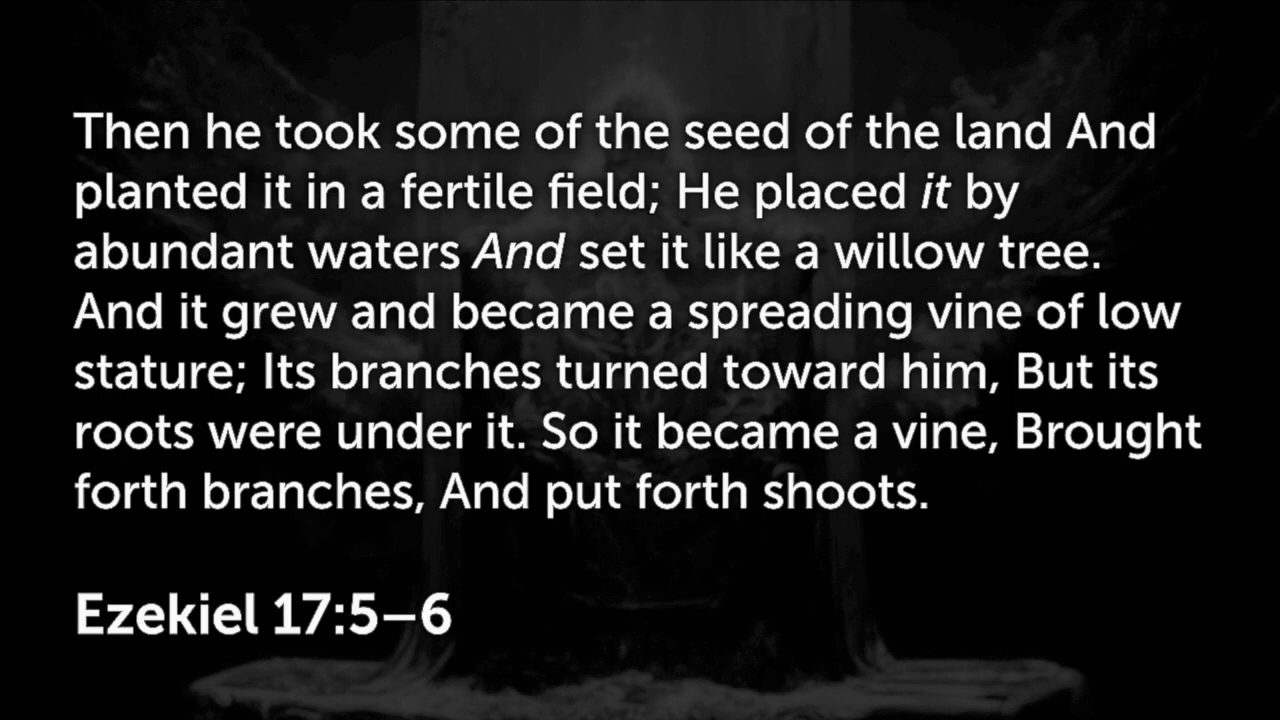 Then he took some of the seed of the land And
planted it in a fertile field; He placed it by
abundant waters And set it like a willow tree.
And it grew and became a spreading vine of low
stature; Its branches turned toward him, But its
roots were under it. So it became a vine, Brought
forth branches, And put forth shoots.
Ezekiel 17:5–6